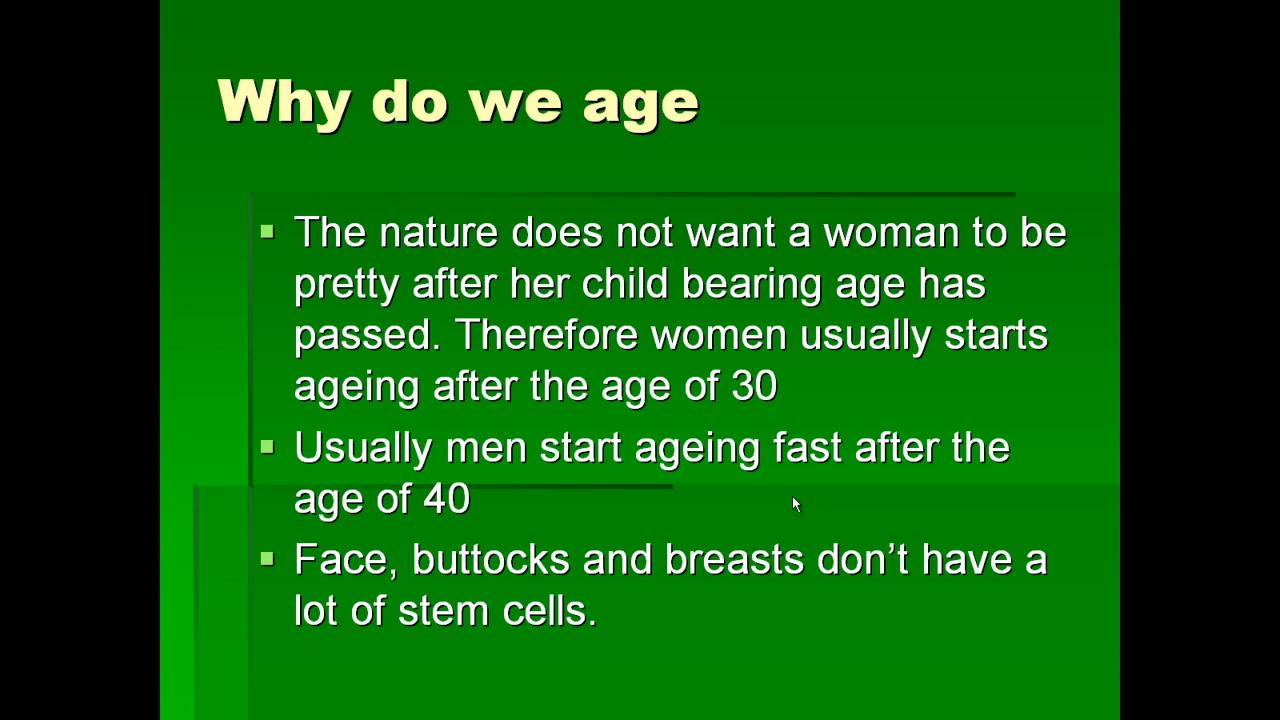 Why do we age
The nature does not want a woman to be
pretty after her child bearing age has
passed. Therefore women usually starts
ageing after the age of 30
Usually men start ageing fast after the
age of 40
Face, buttocks and breasts don’t have a
lot of stem cells.